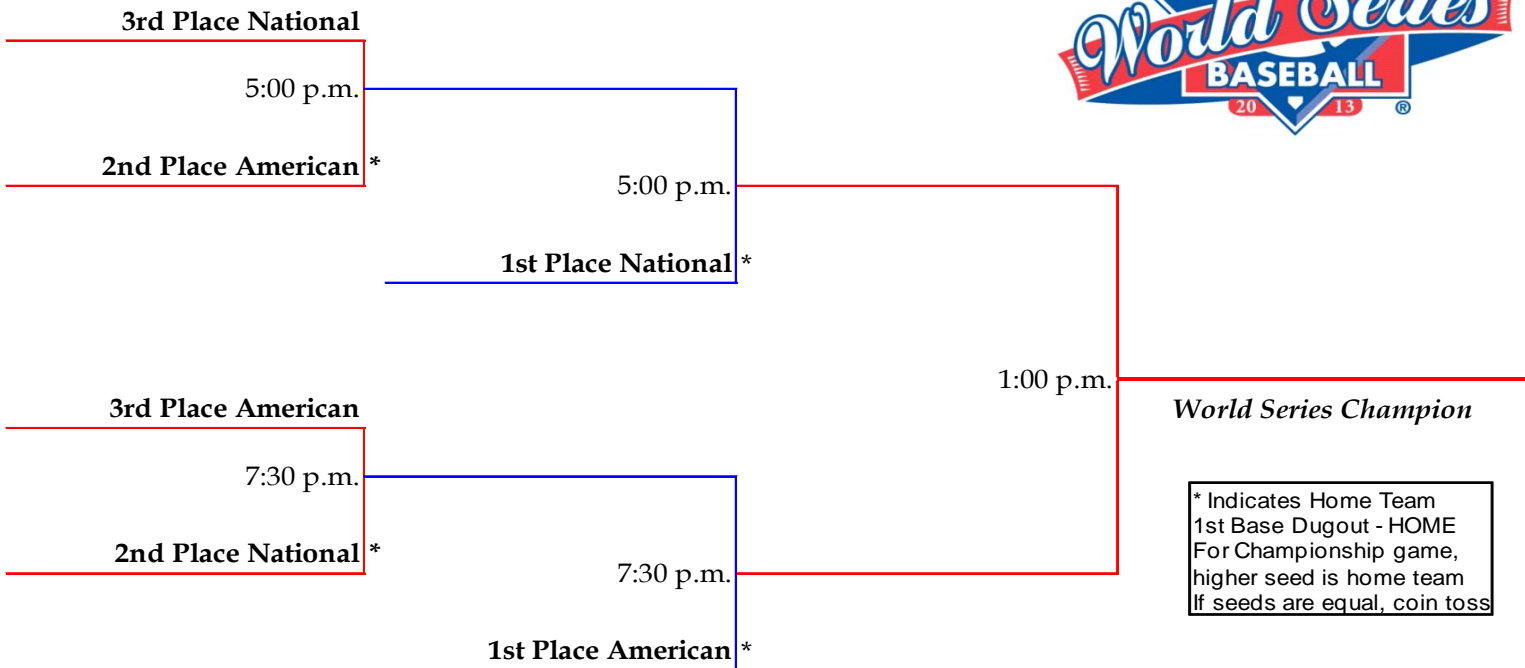 World Series
BASEBALL
20 13 ®
3rd Place National
5:00 p.m.
2nd Place American *
5:00 p.m.
1st Place National *
1:00 p.m.
World Series Champion
3rd Place American
7:30 p.m.
2nd Place National *
7:30 p.m.
1st Place American *
* Indicates Home Team
1st Base Dugout - HOME
For Championship game,
higher seed is home team
If seeds are equal, coin toss